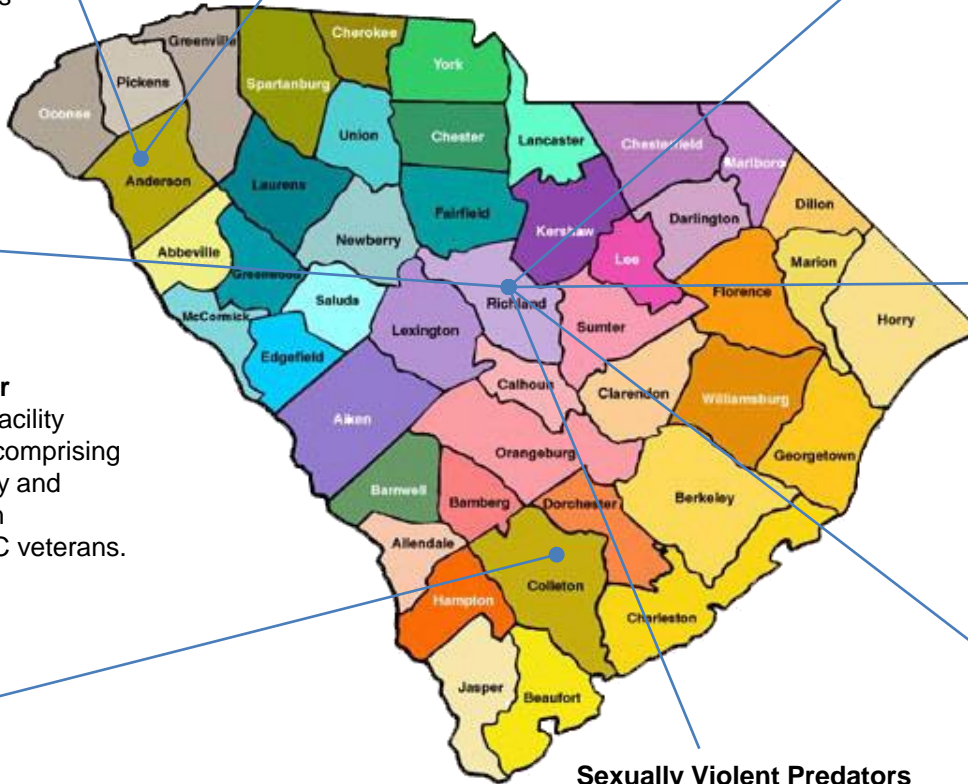 s
Cherokee
Greenville
York
Pickens
Spartanburg
Oconee
Union
Chester
Lancaster
Chesterfield
Marlboro
Anderson
Laurens
Dillon
Fairfield
Darlington
Kershaw
Newberry
Abbeville
Lee
Marion
Greenwood
Saluda
Richland
Florence
McCormick
Lexington
Sumter
Horry
Edgefield
r
acility
comprising
y and
n
C veterans.
Calhoun
Clarendon
Williamsburg
Aiken
Orangeburg
Georgetown
Barnwell
Bamberg
Dorchester
Berkeley
Allendale
Colleton
Hampton
Charleston
Jasper
Beaufort
Sexually Violent Predators